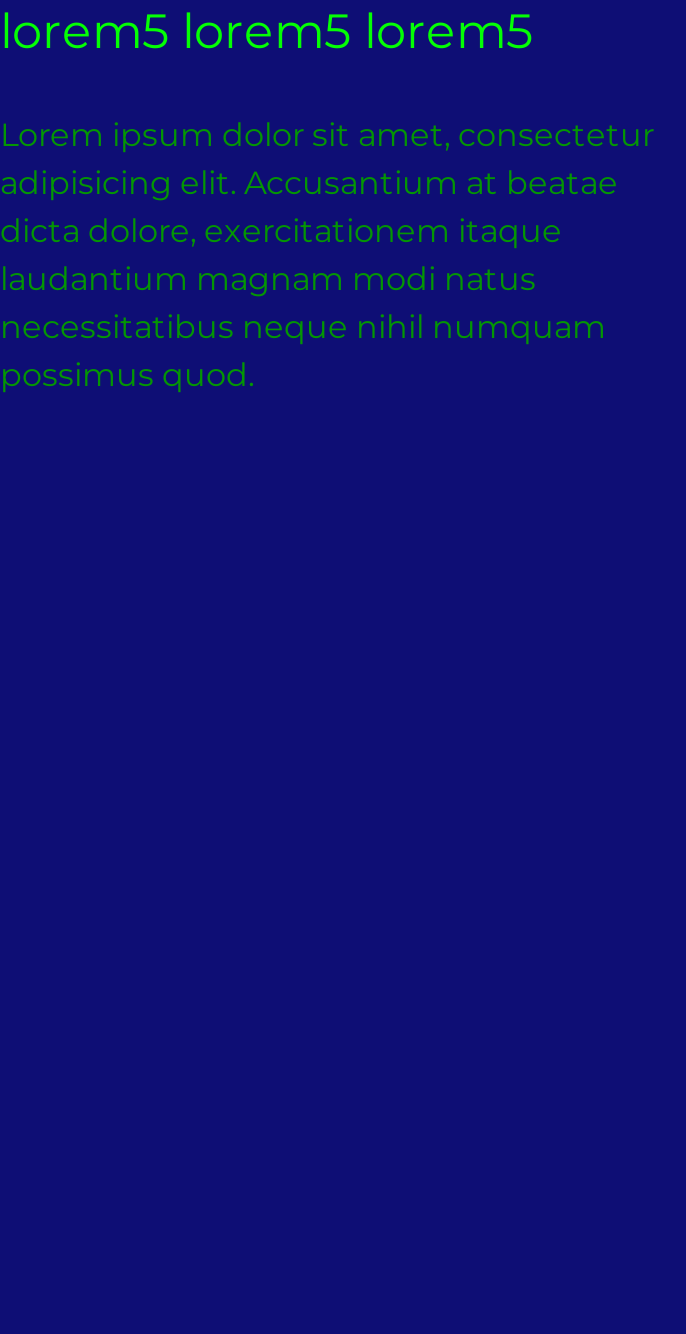 lorem5 lorem5 lorem5
Lorem ipsum dolor sit amet, consectetur
adipisicing elit. Accusantium at beatae
dicta dolore, exercitationem itaque
laudantium magnam modi natus
necessitatibus neque nihil numquam
possimus quod.